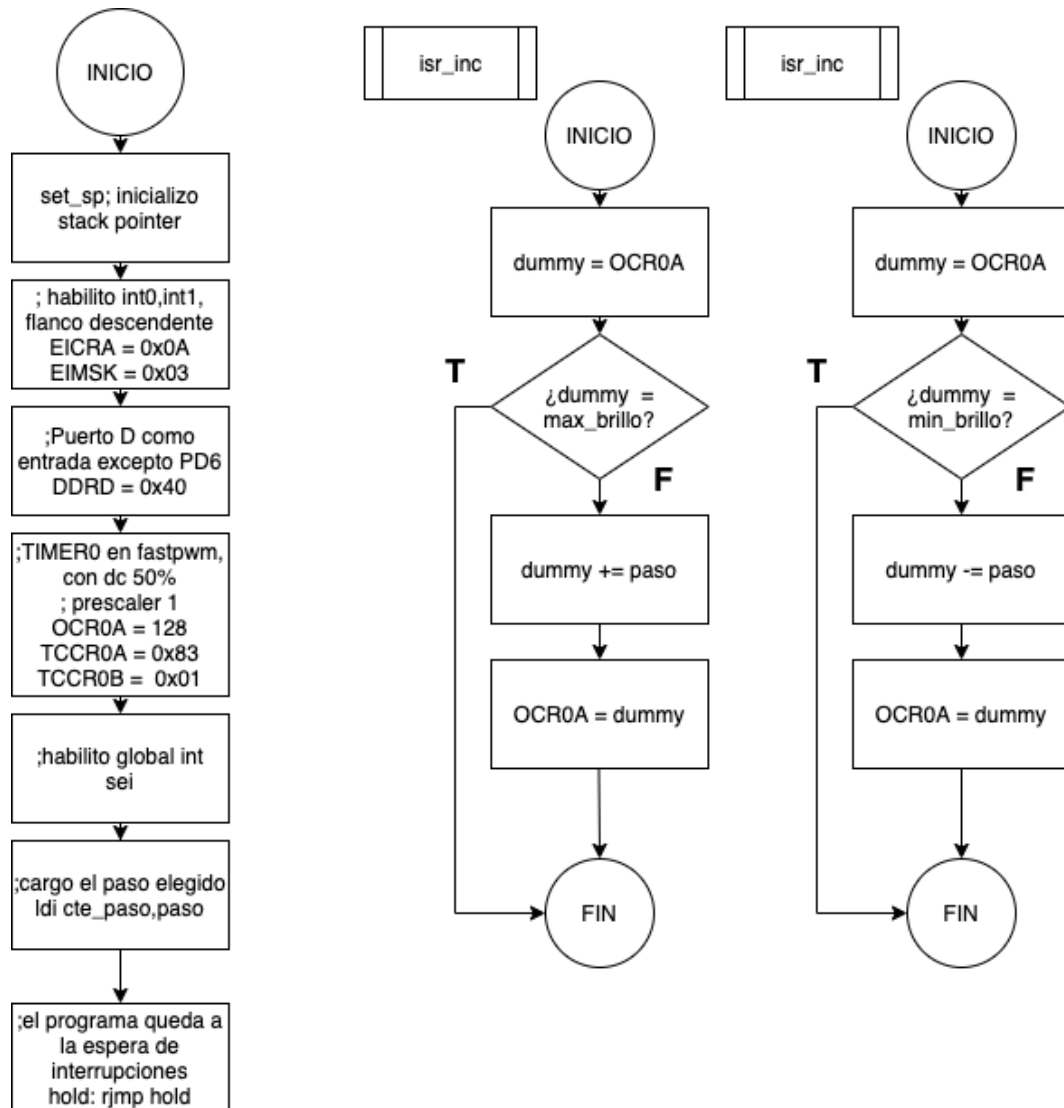 INICIO
set_sp; inicializo
stack pointer
; habilito int0,int1,
flanco descendente
EICRA = 0x0A
EIMSK = 0x03
;Puerto D como
entrada excepto PD6
DDRD = 0x40
;TIMER0 en fastpwm,
con dc 50%
; prescaler 1
OCR0A = 128
TCCR0A = 0x83
TCCR0B = 0x01
;habilito global int
sei
;cargo el paso elegido
ldi cte_paso,paso
;el programa queda a
la espera de
interrupciones
hold: rjmp hold
isr_inc
INICIO
dummy = OCR0A
T
¿dummy =
max_brillo?
F
dummy += paso
OCR0A = dummy
FIN
isr_inc
INICIO
dummy = OCR0A
T
¿dummy =
min_brillo?
F
dummy -= paso
OCR0A = dummy
FIN